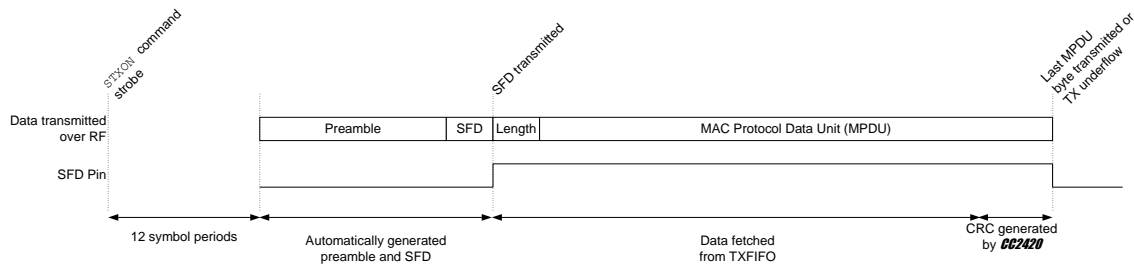 STXON command
strobe
SFD transmitted
Last MPDU
byte transmitted or
TX underflow
Data transmitted
over RF
Preamble
SFD
Length
MAC Protocol Data Unit (MPDU)
SFD Pin
12 symbol periods
Automatically generated
preamble and SFD
Data fetched
from TXFIFO
CRC generated
by CC2420